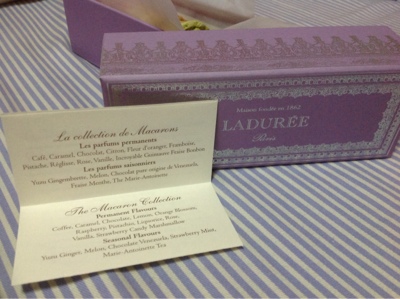 Maison fondée en 1862
LADURÉE
Paris
La collection de Macarons
Les parfums permanents
Café, Caramel, Chocolat, Citron, Fleur d'oranger, Framboise,
Pistache, Réglisse, Rose, Vanille, Incroyable Guimauve Fraise Bonbon
Les parfums saisonniers
Yuzu Gingembre, Melon, Chocolat pure origine du Venezuela,
Fraise Menthe, Thé Marie-Antoinette
The Macaron Collection
Permanent Flavours
Coffee, Caramel, Chocolate, Lemon, Orange Blossom,
Raspberry, Pistachio, Liquorice, Rose,
Vanilla, Strawberry Candy Marshmallow
Seasonal Flavours
Yuzu Ginger, Melon, Chocolate Venezuela, Strawberry Mint,
Marie-Antoinette Tea